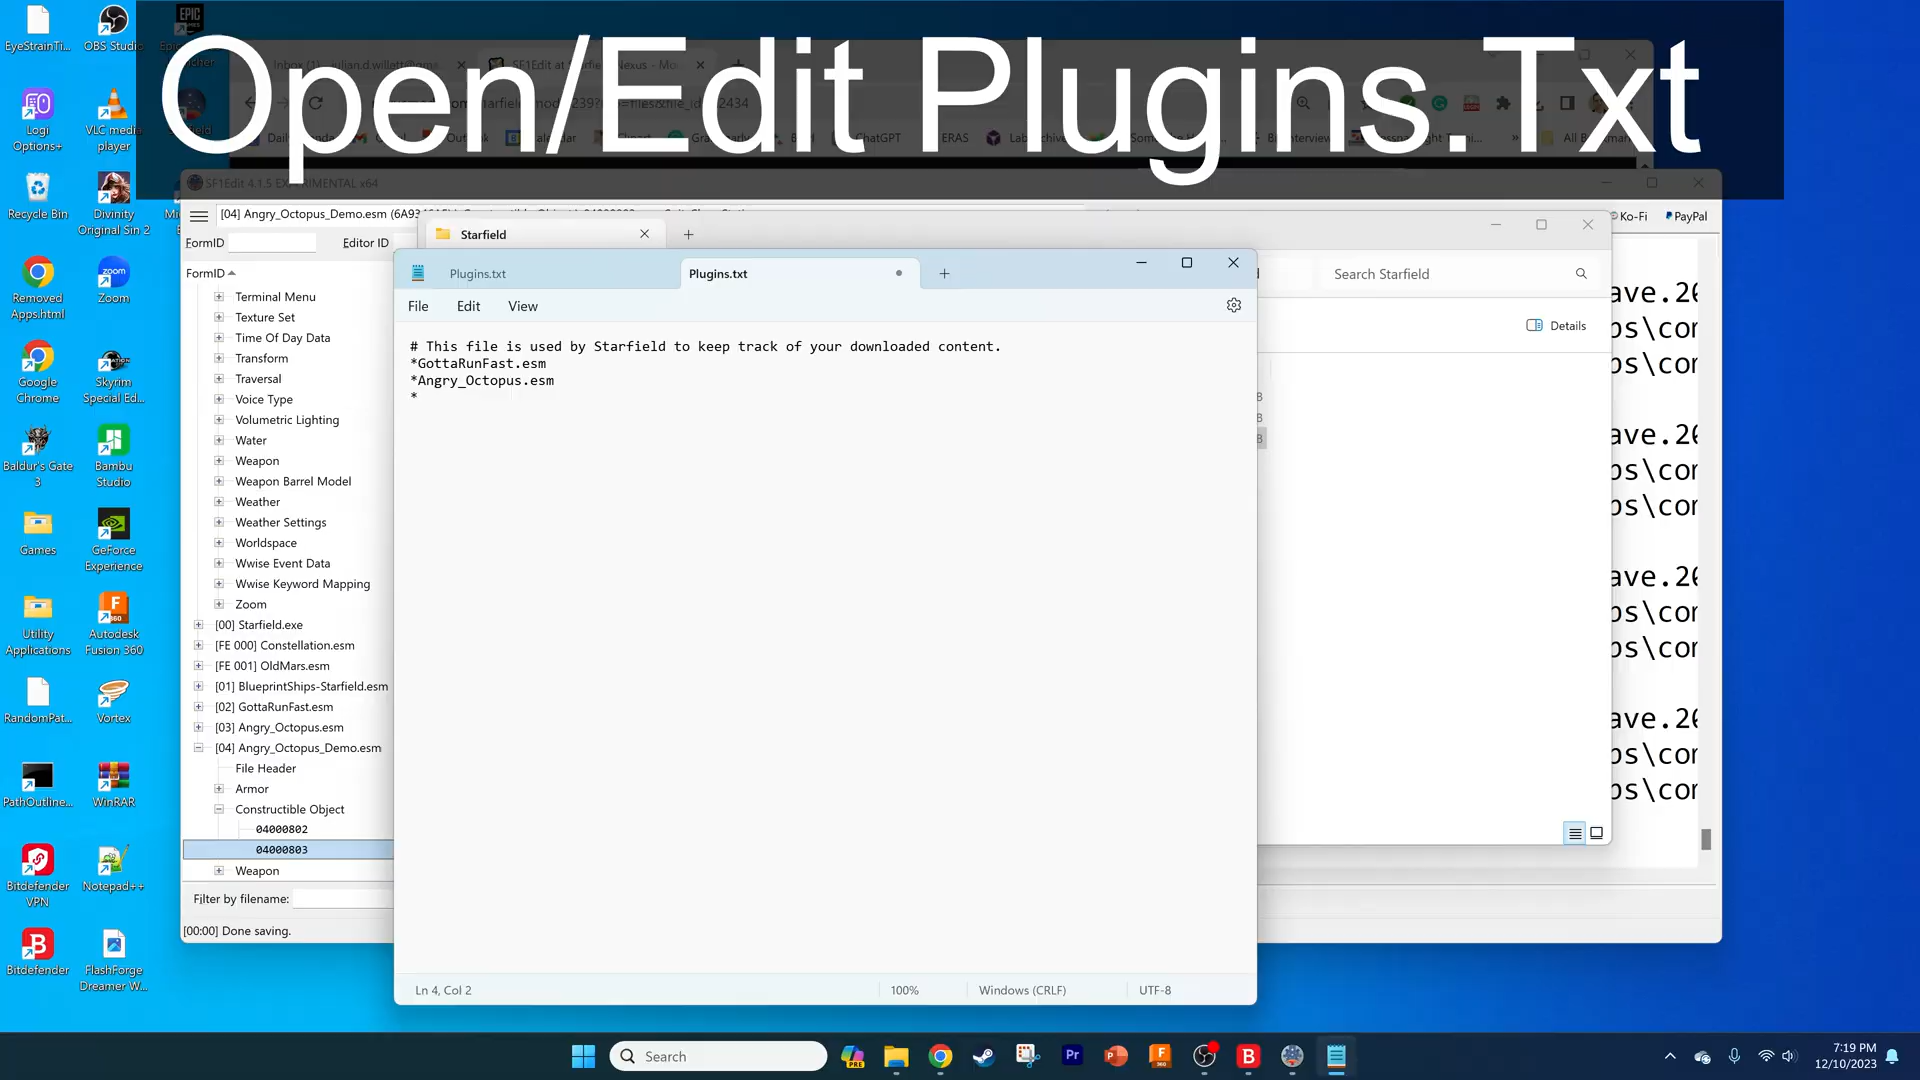 Open/Edit Plugins.Txt
EyeStrainTi...
OBS Studio
Logi
Options+
VLC media
player
Recycle Bin
Divinity
Original Sin 2
Removed
Apps.html
Zoom
Google
Chrome
Skyrim
Special Ed...
Baldur's Gate
3
Bambu
Studio
Games
GeForce
Experience
Utility
Applications
Autodesk
Fusion 360
RandomPat...
Vortex
PathOutline...
WinRAR
Bitdefender
VPN
Notepad++
Bitdefender
FlashForge
Dreamer W...
SF1Edit 4.1.5 EXPERIMENTAL x64
[04] Angry_Octopus_Demo.esm
Ko-Fi
PayPal
FormID
Editor ID
FormID
Terminal Menu
Texture Set
Time Of Day Data
Transform
Traversal
Voice Type
Volumetric Lighting
Water
Weapon
Weapon Barrel Model
Weather
Weather Settings
Worldspace
Wwise Event Data
Wwise Keyword Mapping
Zoom
[00] Starfield.exe
[FE 000] Constellation.esm
[FE 001] OldMars.esm
[01] BlueprintShips-Starfield.esm
[02] GottaRunFast.esm
[03] Angry_Octopus.esm
[04] Angry_Octopus_Demo.esm
File Header
Armor
Constructible Object
04000802
04000803
Weapon
Filter by filename:
[00:00] Done saving.
Starfield
Search Starfield
Details
Plugins.txt
Plugins.txt
File Edit View
# This file is used by Starfield to keep track of your downloaded content.
*GottaRunFast.esm
*Angry_Octopus.esm
*
Ln 4, Col 2
100%
Windows (CRLF)
UTF-8
Search
7:19 PM
12/10/2023